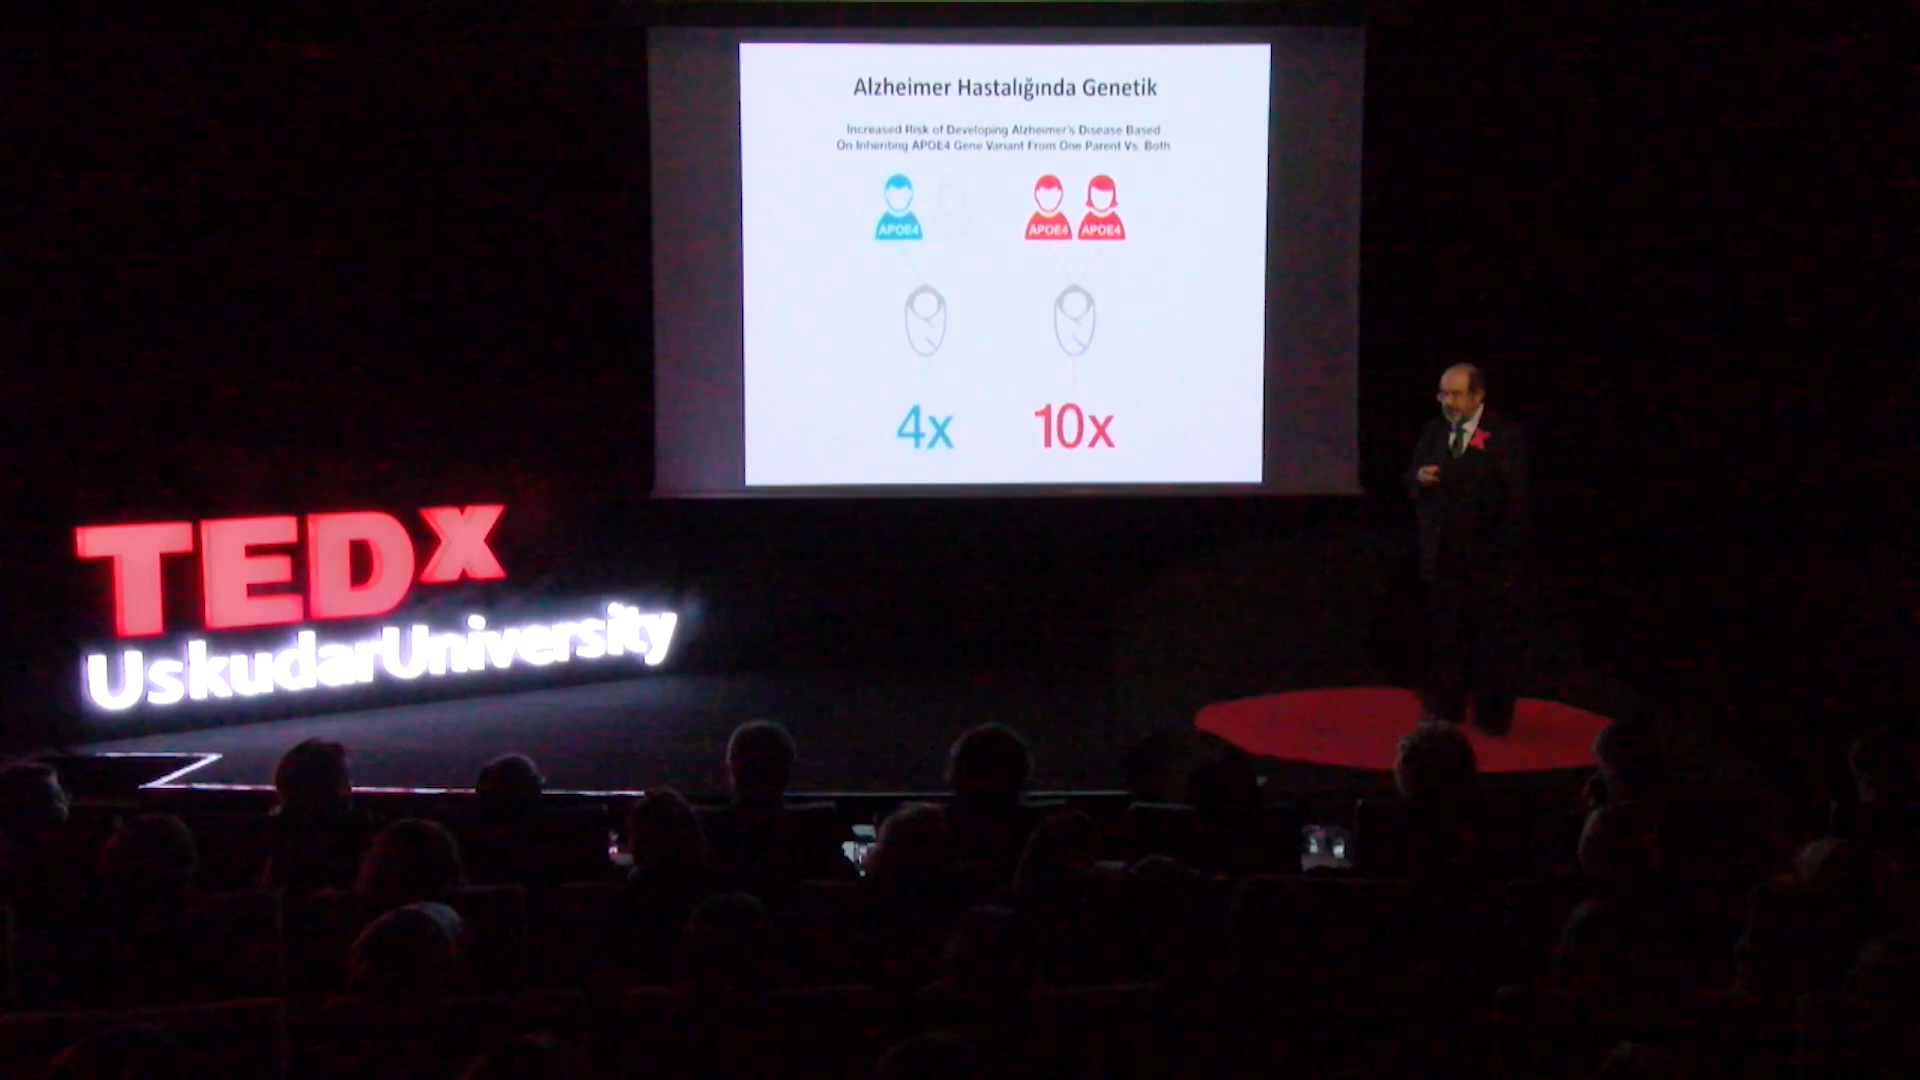 Alzheimer Hastalığında Genetik
Increased Risk of Developing Alzheimer's Disease Based
On Inheriting APOE4 Gene Variant From One Parent Vs. Both
APOE4 APOE4 APOE4
4x 10x
TEDx
UskudarUniversity